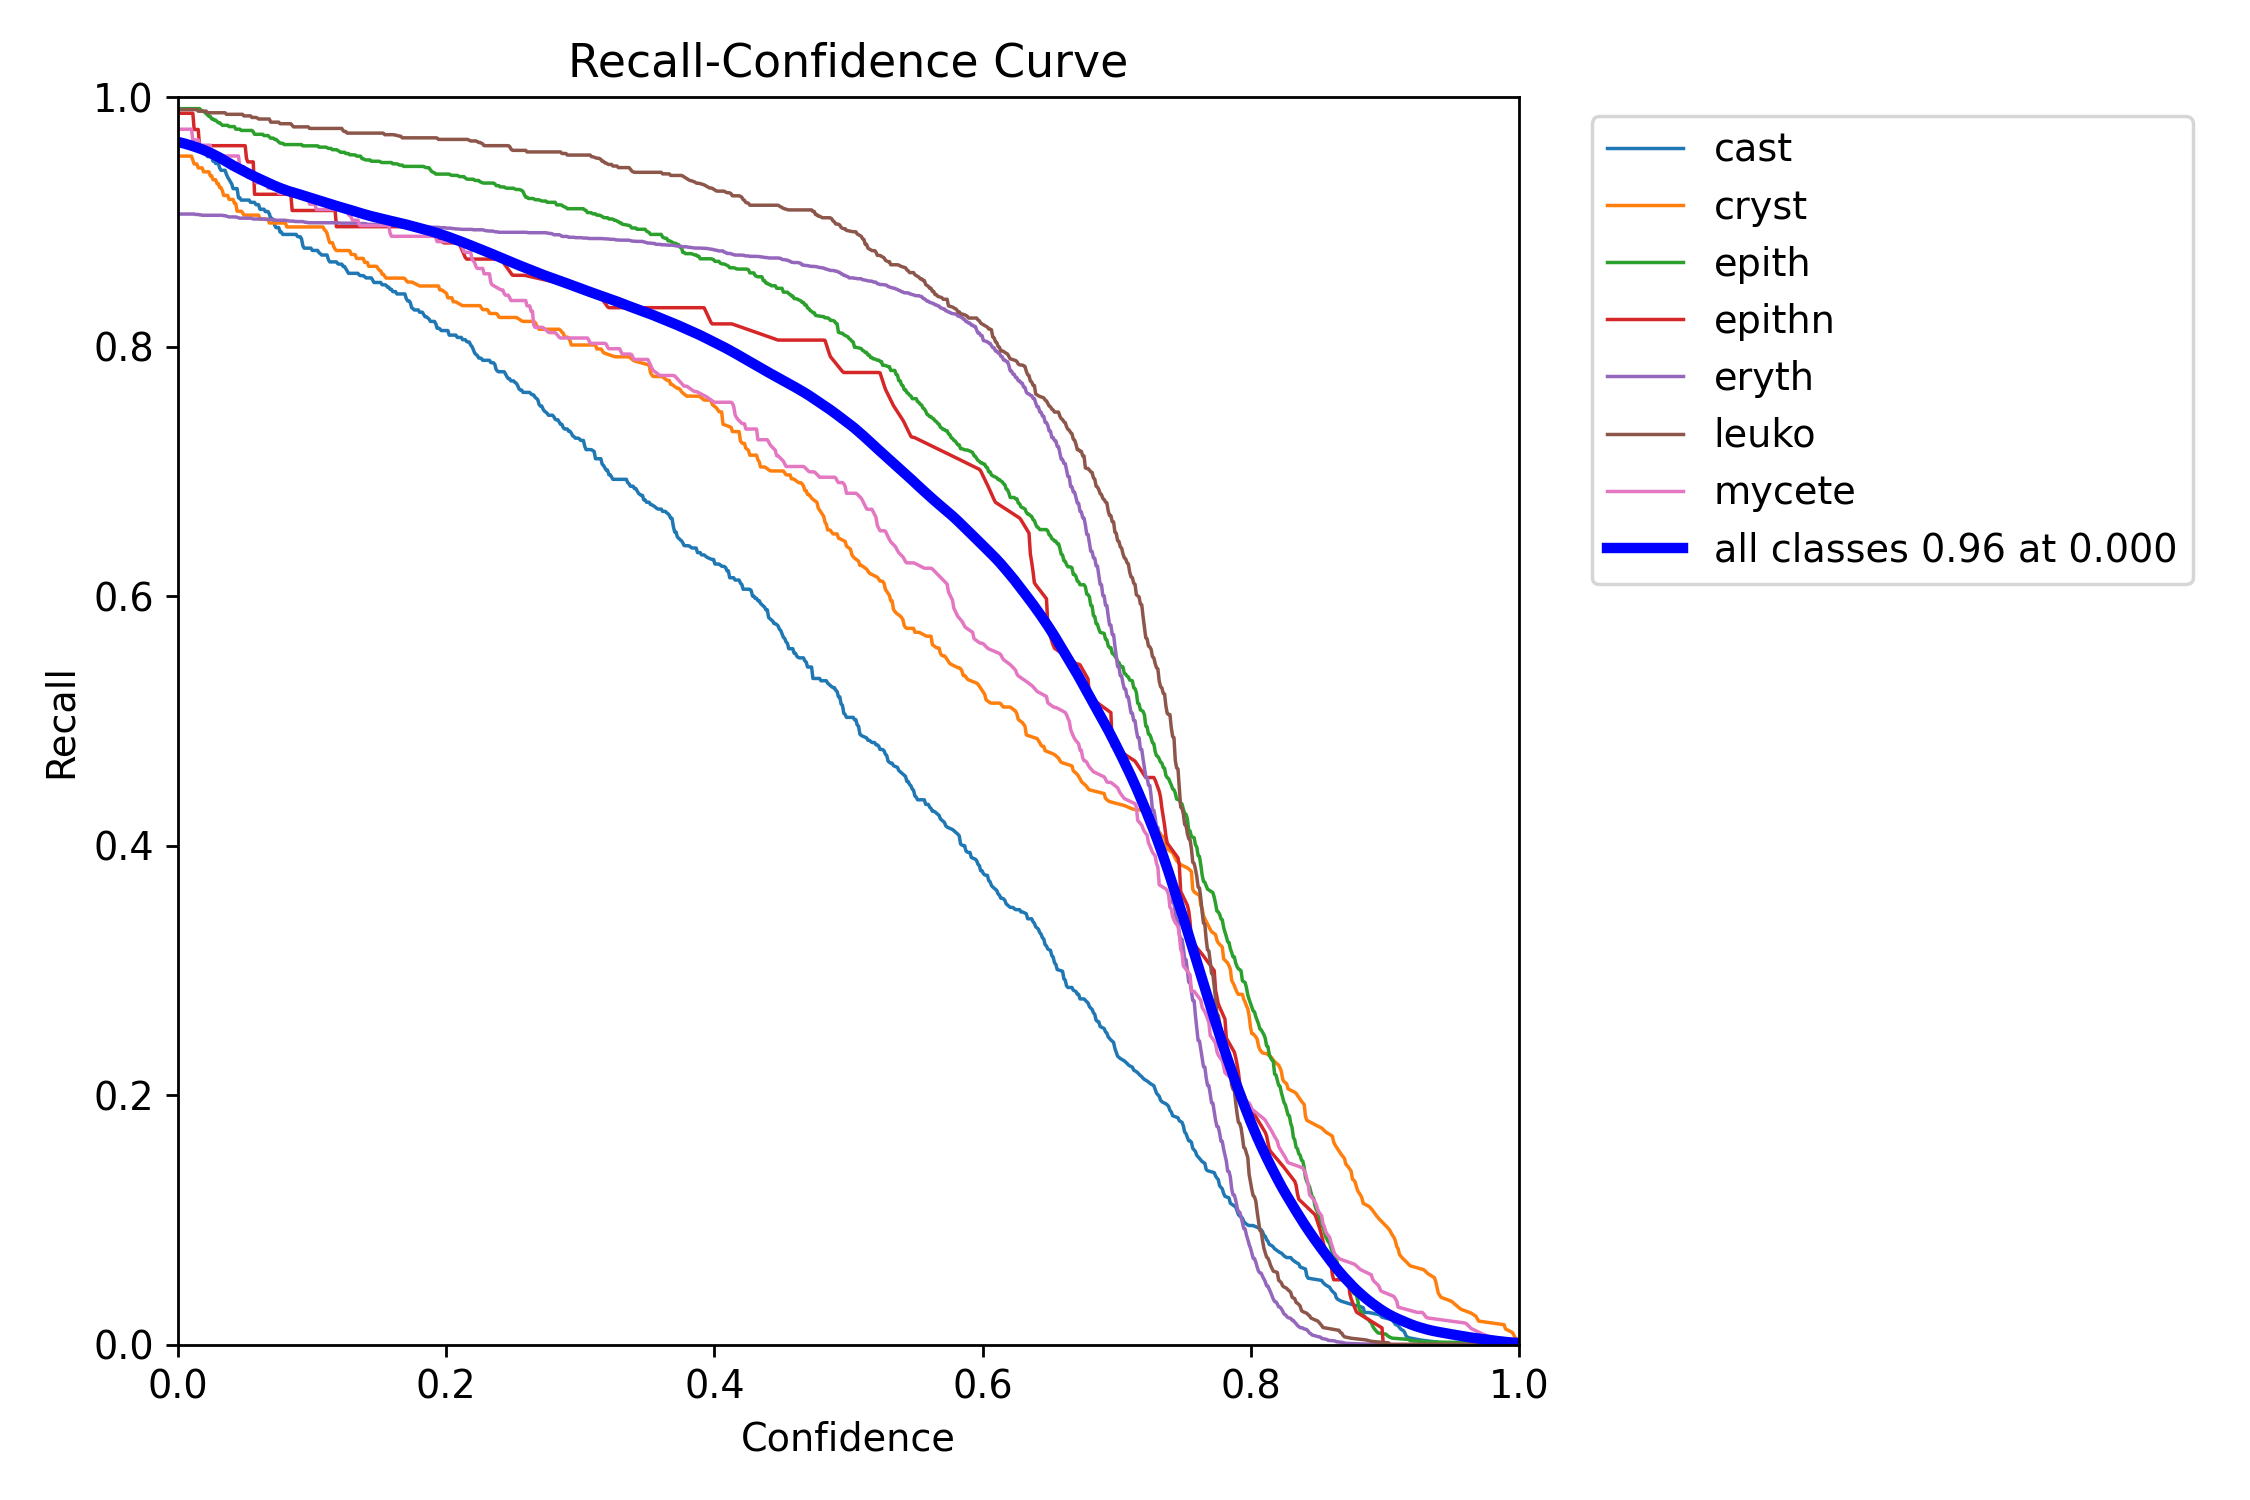 Recall-Confidence Curve
1.0
0.8
0.6
0.4
0.2
0.0
Recall
0.0 0.2 0.4 0.6 0.8 1.0
Confidence
cast
cryst
epith
epithn
eryth
leuko
mycete
all classes 0.96 at 0.000